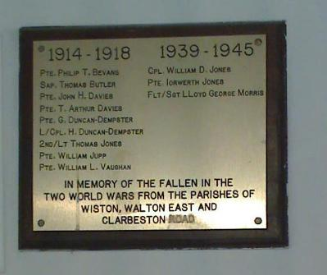 1914 - 1918
Pte. Philip T. Bevans
Sap. Thomas Butler
Pte. John H. Davies
Pte. T. Arthur Davies
Pte. G. Duncan-Dempster
L/Cpl. H. Duncan-Dempster
2nd/Lt Thomas Jones
Pte. William Jupp
Pte. William L. Vaughan
1939 - 1945
Cpl. William D. Jones
Pte. Iorwerth Jones
Flt/Sgt Lloyd George Morris
IN MEMORY OF THE FALLEN IN THE
TWO WORLD WARS FROM THE PARISHES OF
WISTON, WALTON EAST AND
CLARBESTON ROAD